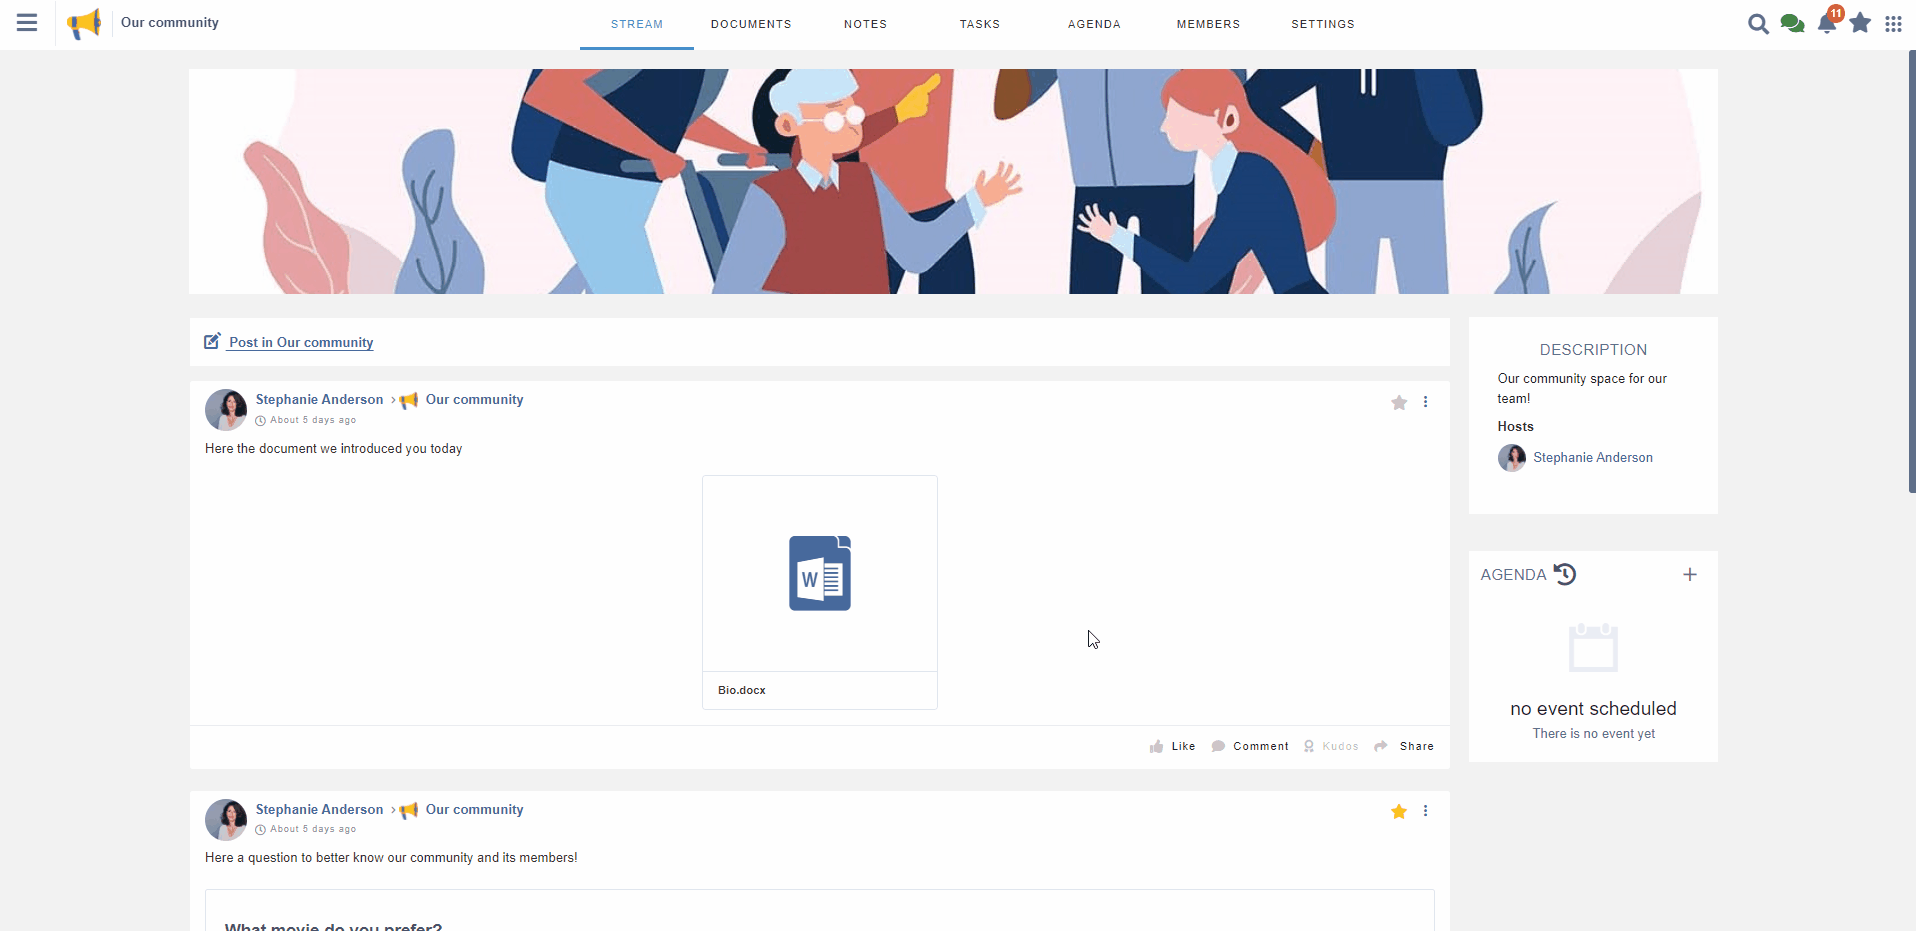 Our community
STREAM DOCUMENTS NOTES TASKS AGENDA MEMBERS SETTINGS
11
Post in Our community
Stephanie Anderson > Our community
About 5 days ago
Here the document we introduced you today
W
Bio.docx
Like Comment Kudos Share
Stephanie Anderson > Our community
About 5 days ago
Here a question to better know our community and its members!
What movie do you prefer?
DESCRIPTION
Our community space for our
team!
Hosts
Stephanie Anderson
AGENDA
no event scheduled
There is no event yet